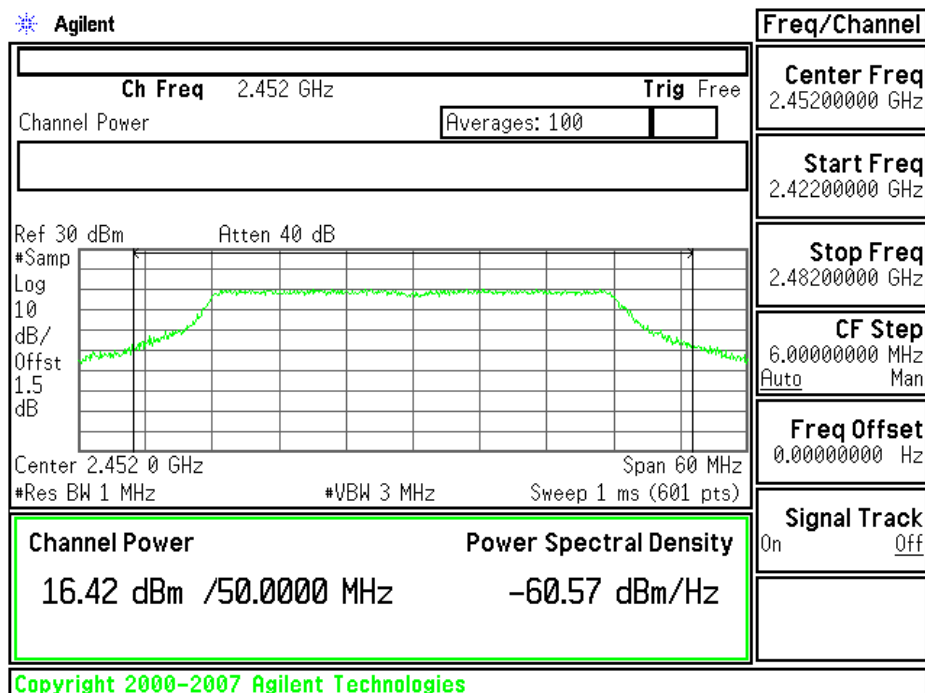 Agilent
Freq/Channel
Ch Freq 2.452 GHz Trig Free
Channel Power Averages: 100
Ref 30 dBm Atten 40 dB
#Samp
Log
10
dB/
Offst
1.5
dB
Center 2.452 0 GHz Span 60 MHz
#Res BW 1 MHz #VBW 3 MHz Sweep 1 ms (601 pts)
Channel Power Power Spectral Density
16.42 dBm /50.0000 MHz -60.57 dBm/Hz
Center Freq
2.45200000 GHz
Start Freq
2.42200000 GHz
Stop Freq
2.48200000 GHz
CF Step
6.00000000 MHz
Auto Man
Freq Offset
0.00000000 Hz
Signal Track
On Off
Copyright 2000-2007 Agilent Technologies